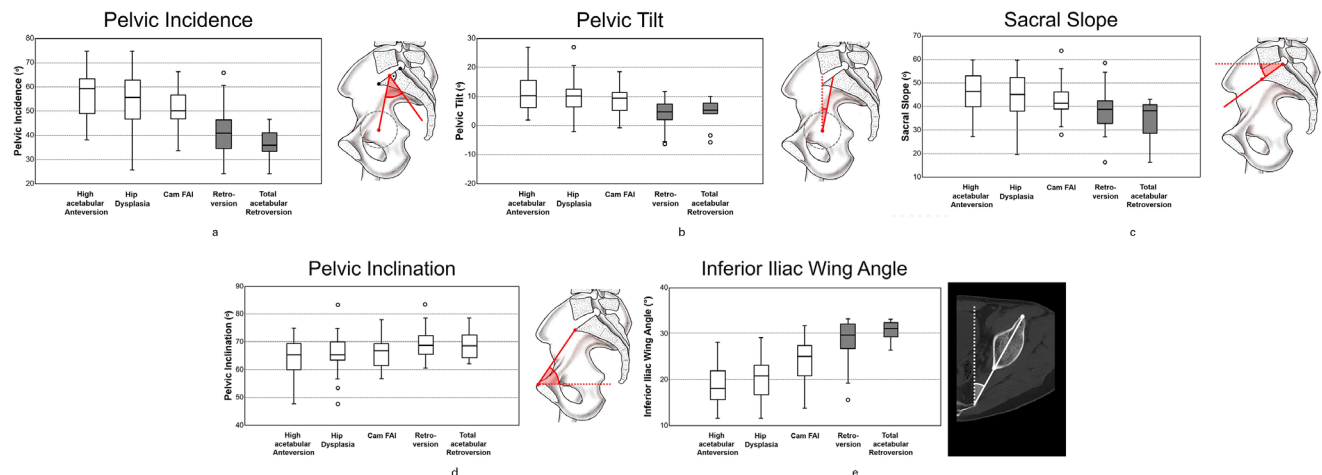 Pelvic Incidence
Pelvic Incidence (°)
80
70
60
50
40
30
20
High
acetabular
Anteversion
Hip
Dysplasia
Cam FAI
Retro-
version
Total
acetabular
Retroversion
a
Pelvic Tilt
Pelvic Tilt (°)
30
20
10
0
-10
-20
High
acetabular
Anteversion
Hip
Dysplasia
Cam FAI
Retro-
version
Total
acetabular
Retroversion
b
Sacral Slope
Sacral Slope (°)
70
60
50
40
30
20
10
High
acetabular
Anteversion
Hip
Dysplasia
Cam FAI
Retro-
version
Total
acetabular
Retroversion
c
Pelvic Inclination
Pelvic Inclination (°)
90
80
70
60
50
40
High
acetabular
Anteversion
Hip
Dysplasia
Cam FAI
Retro-
version
Total
acetabular
Retroversion
d
Inferior Iliac Wing Angle
Inferior Iliac Wing Angle (°)
40
30
20
10
High
acetabular
Anteversion
Hip
Dysplasia
Cam FAI
Retro-
version
Total
acetabular
Retroversion
e